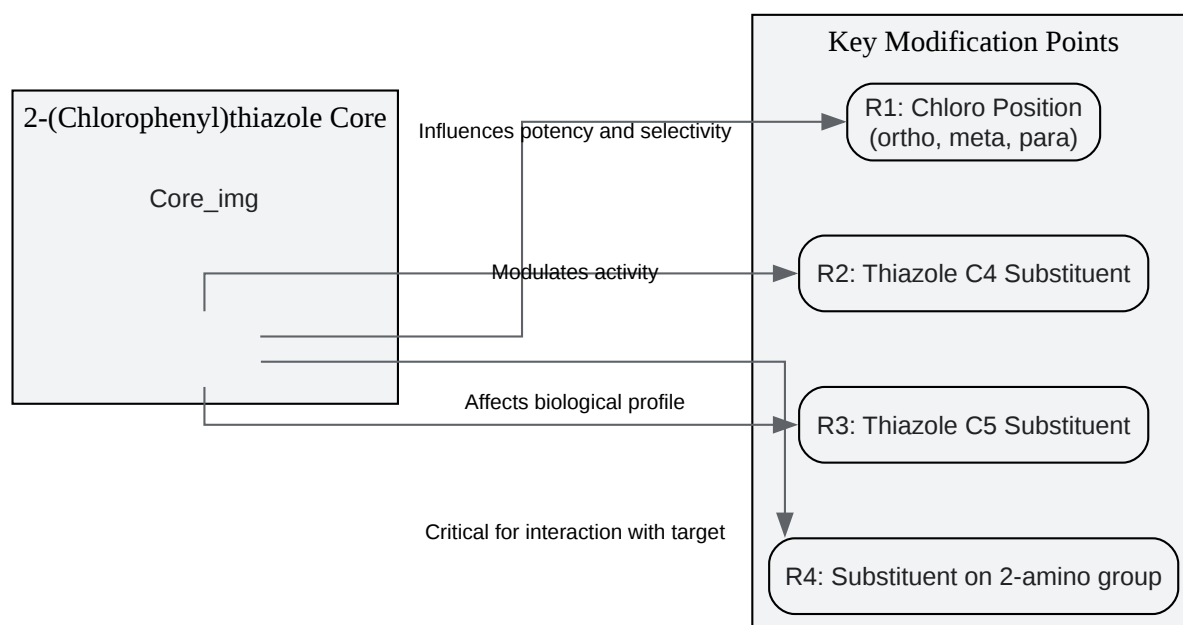 2-(Chlorophenyl)thiazole Core
Core_img
Influences potency and selectivity
Modulates activity
Affects biological profile
Critical for interaction with target
Key Modification Points
R1: Chloro Position
(ortho, meta, para)
R2: Thiazole C4 Substituent
R3: Thiazole C5 Substituent
R4: Substituent on 2-amino group